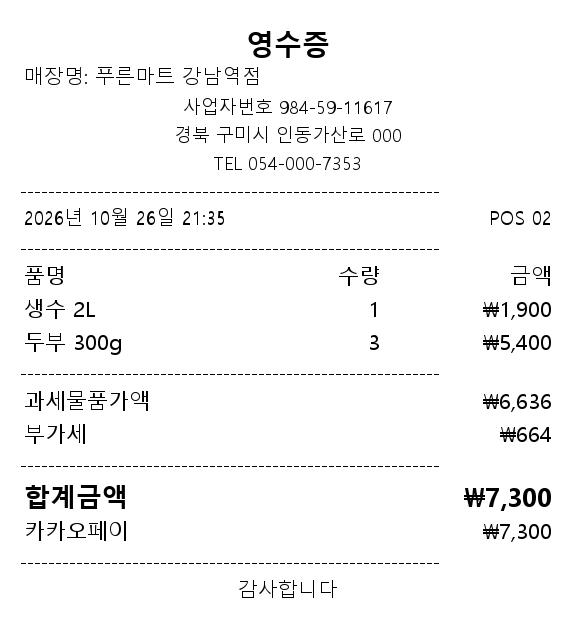 영수증
매장명: 푸른마트 강남역점
사업자번호 984-59-11617
경북 구미시 인동가산로 000
TEL 054-000-7353
2026년 10월 26일 21:35 POS 02
품명 수량 금액
생수 2L 1 ₩1,900
두부 300g 3 ₩5,400
과세물품가액 ₩6,636
부가세 ₩664
합계금액 ₩7,300
카카오페이 ₩7,300
감사합니다